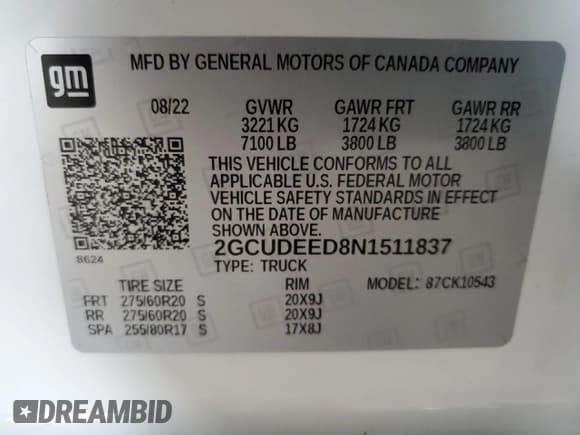 gm
MFD BY GENERAL MOTORS OF CANADA COMPANY
08/22 GVWR GAWR FRT GAWR RR
3221 KG 1724 KG 1724 KG
7100 LB 3800 LB 3800 LB
THIS VEHICLE CONFORMS TO ALL
APPLICABLE U.S. FEDERAL MOTOR
VEHICLE SAFETY STANDARDS IN EFFECT
ON THE DATE OF MANUFACTURE
SHOWN ABOVE.
8624 2GCUDEED8N1511837
TYPE: TRUCK
TIRE SIZE RIM MODEL: 87CK10543
FRT 275/60R20 S 20X9J
RR 275/60R20 S 20X9J
SPA 255/80R17 S 17X8J
DREAMBID